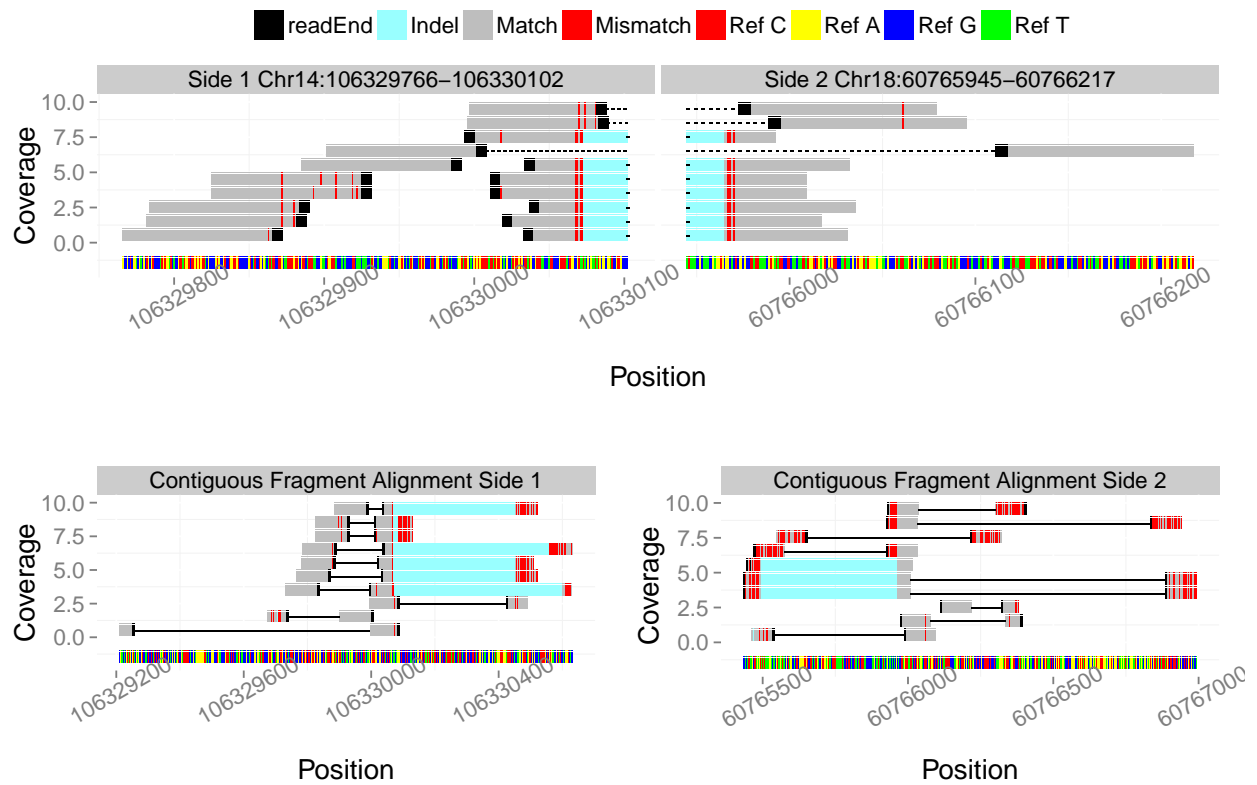 readEnd Indel Match Mismatch Ref C Ref A Ref G Ref T
Side 1 Chr14:106329766−106330102
Side 2 Chr18:60765945−60766217
Coverage
10.0
7.5
5.0
2.5
0.0
106329800
106329900
106330000
106330100
60766000
60766100
60766200
Position
Contiguous Fragment Alignment Side 1
Coverage
10.0
7.5
5.0
2.5
0.0
106329200
106329600
106330000
106330400
Position
Contiguous Fragment Alignment Side 2
Coverage
10.0
7.5
5.0
2.5
0.0
60765500
60766000
60766500
60767000
Position